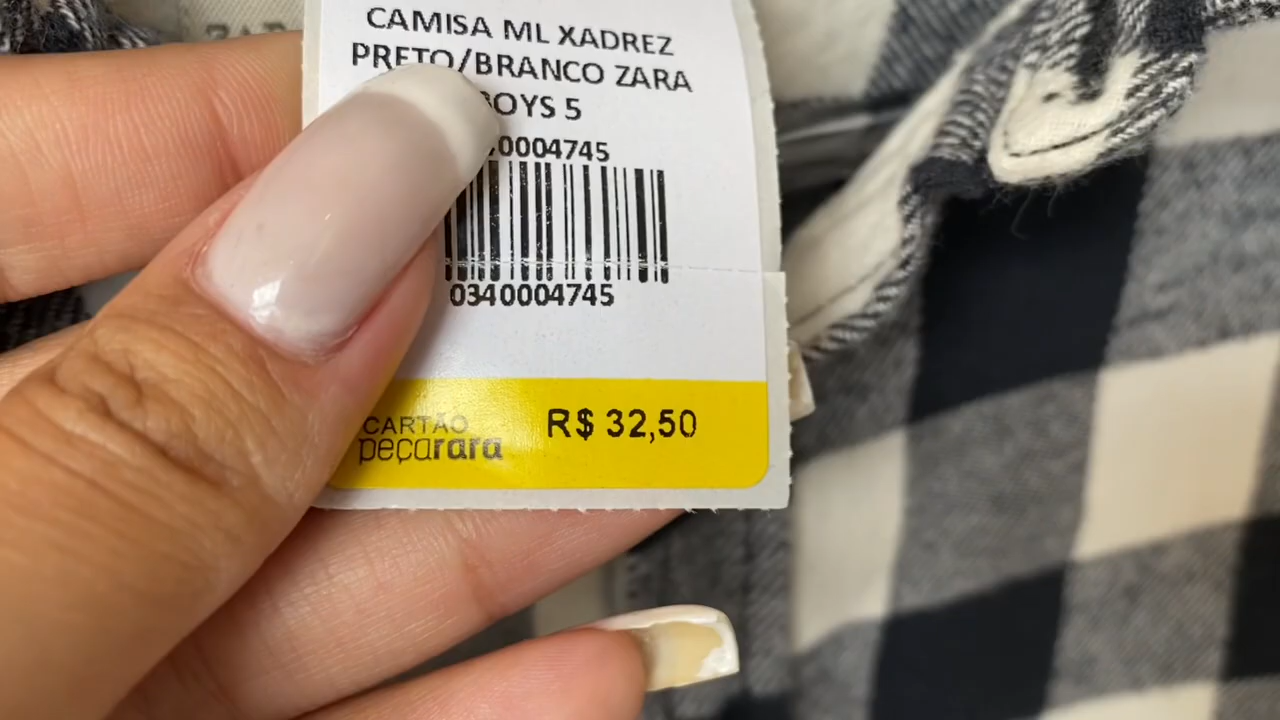 CAMISA ML XADREZ
PRETO/BRANCO ZARA
BOYS 5
0004745
0340004745
CARTÃO
peçarara
R$ 32,50